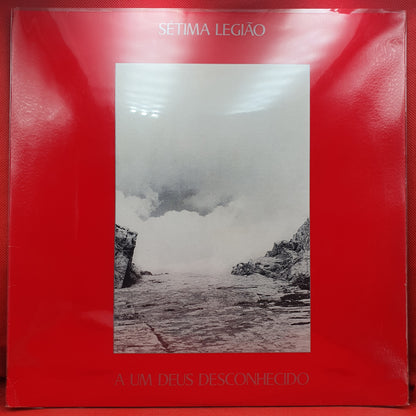 SÉTIMA LEGIÃO
A UM DEUS DESCONHECIDO